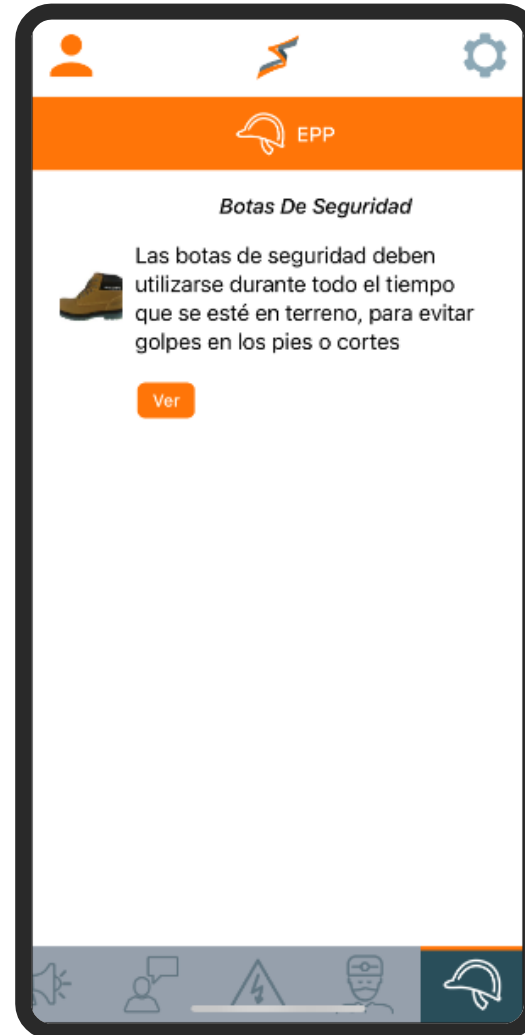 EPP
Botas De Seguridad
Las botas de seguridad deben
utilizarse durante todo el tiempo
que se esté en terreno, para evitar
golpes en los pies o cortes
Ver